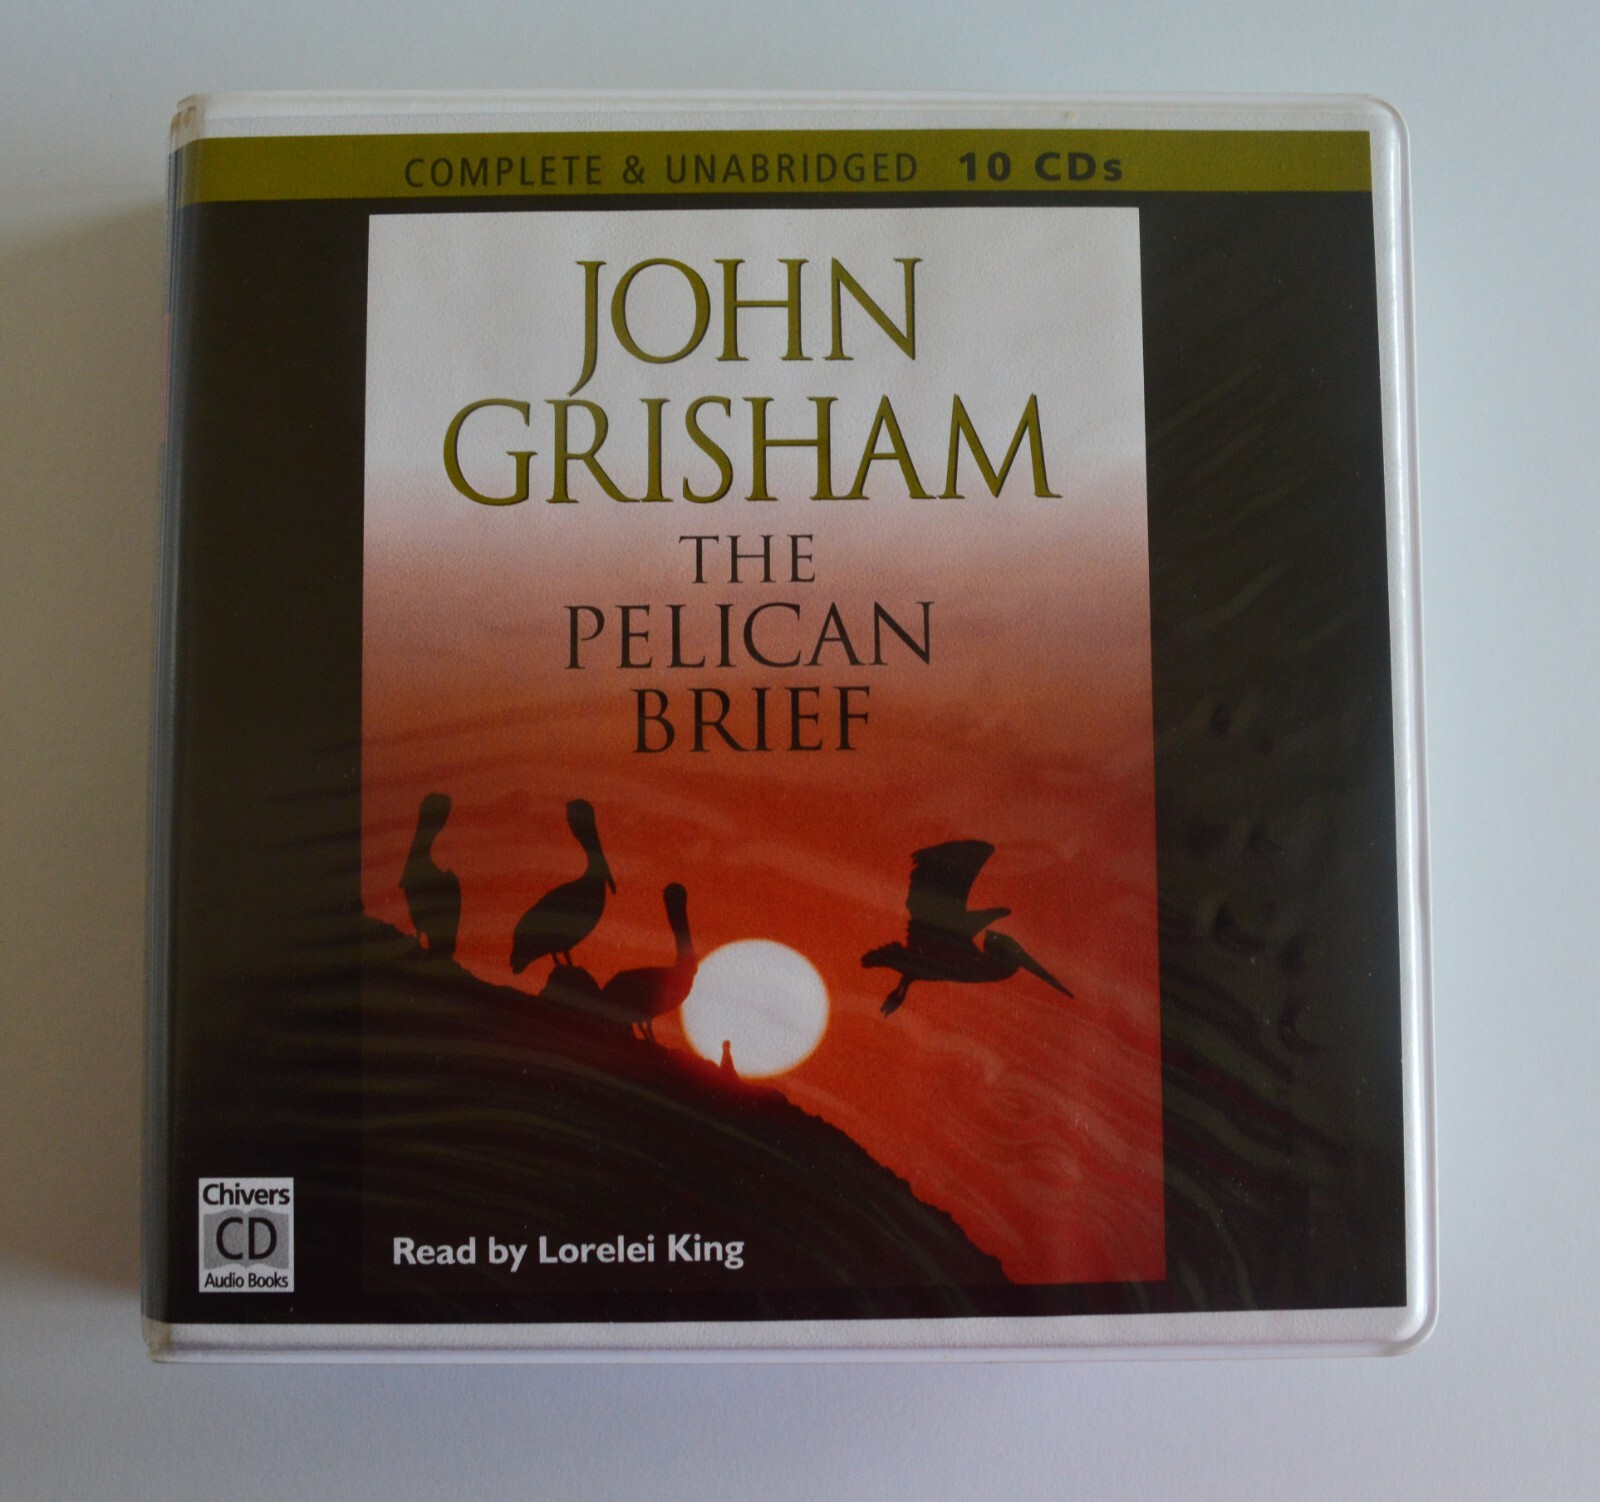 COMPLETE & UNABRIDGED 10 CDs
JOHN
GRISHAM
THE
PELICAN
BRIEF
Chivers
CD
Audio Books
Read by Lorelei King